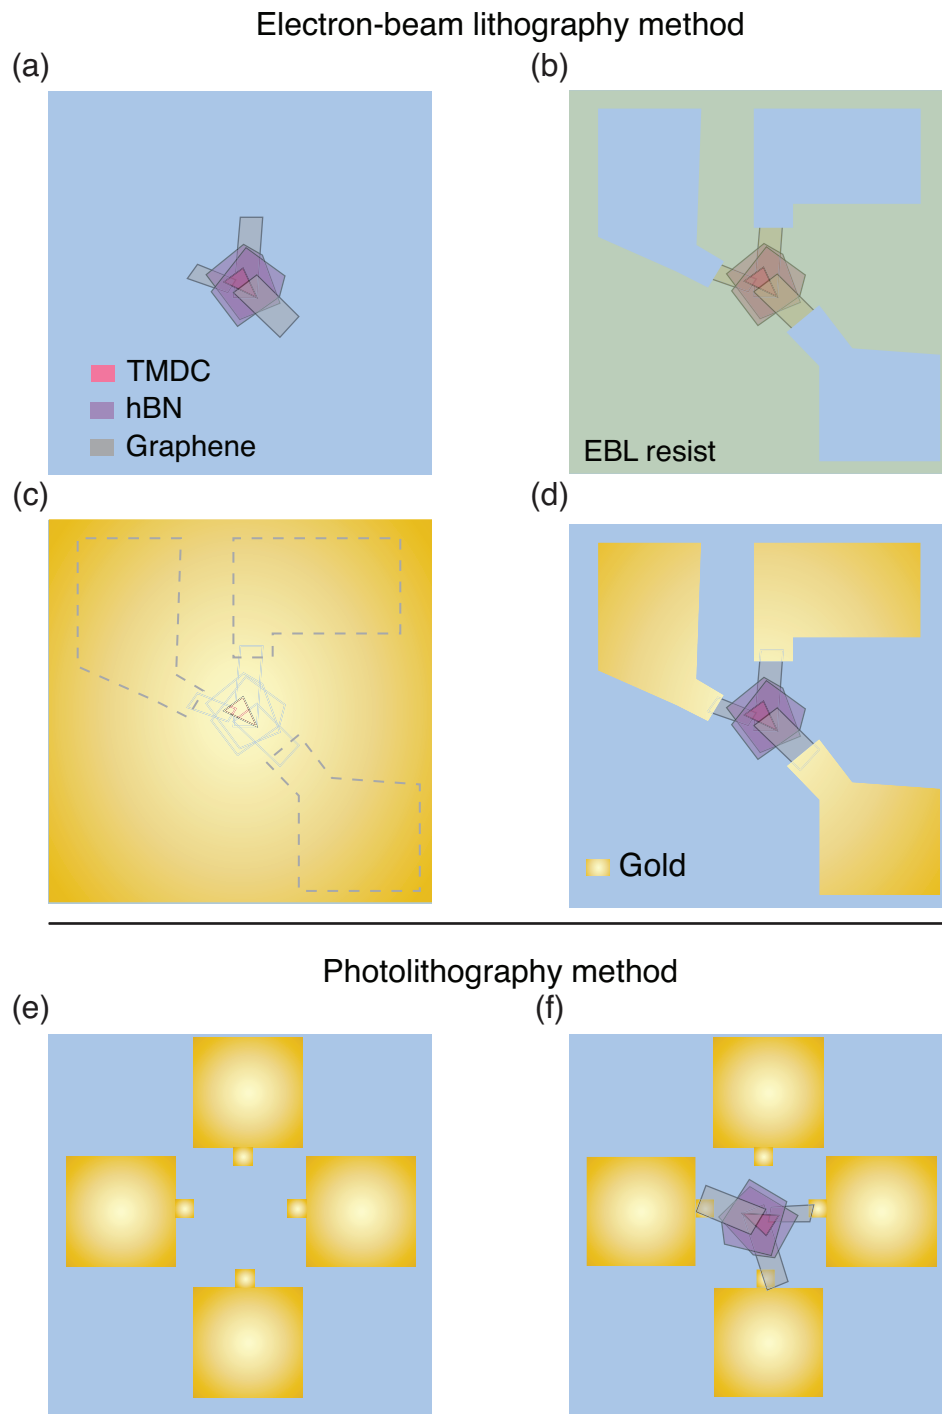 Electron-beam lithography method
(a)
(b)
TMDC
hBN
Graphene
EBL resist
(c)
(d)
Gold
Photolithography method
(e)
(f)